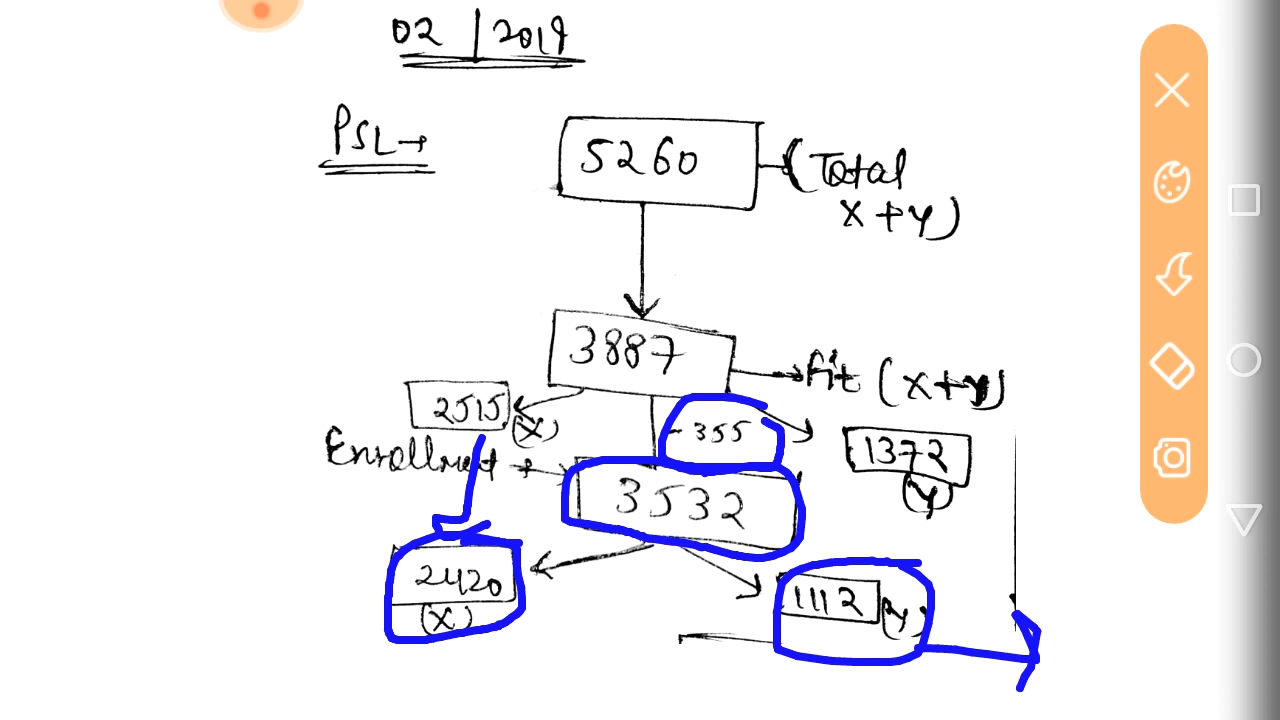 02 | 2019
PSL→
5260
(Total
X+Y)
3887
fit (X+Y)
2515
(X)
- 355
1372
(Y)
Enrollment →
3532
2420
(X)
1112 (Y)